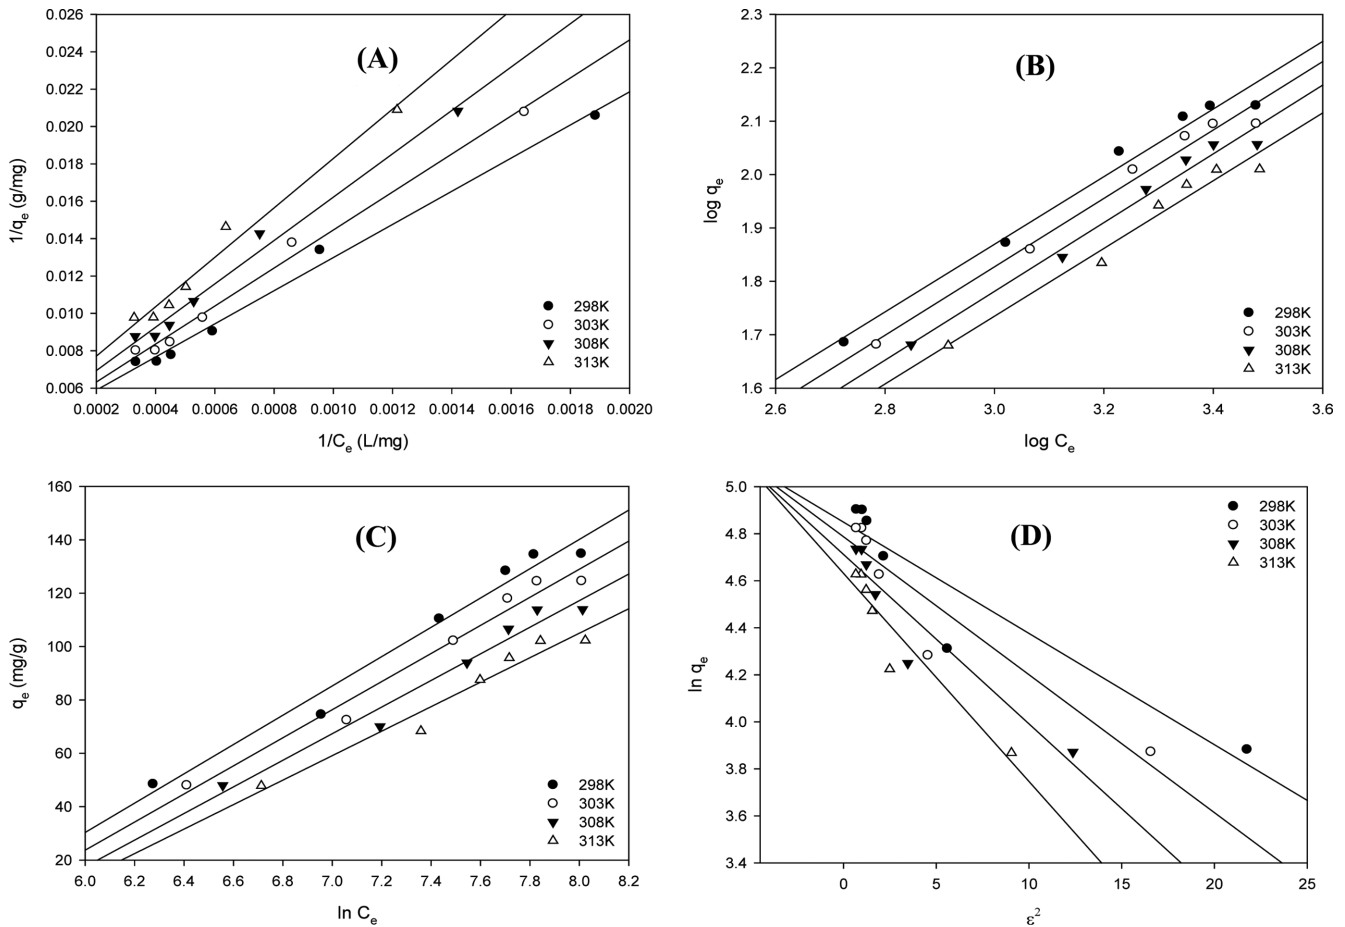 (A)
0.026
0.024
0.022
0.020
0.018
0.016
0.014
0.012
0.010
0.008
0.006
1/qe (g/mg)
298K
303K
308K
313K
0.0002 0.0004 0.0006 0.0008 0.0010 0.0012 0.0014 0.0016 0.0018 0.0020
1/Ce (L/mg)
(B)
2.3
2.2
2.1
2.0
1.9
1.8
1.7
1.6
log qe
298K
303K
308K
313K
2.6 2.8 3.0 3.2 3.4 3.6
log Ce
(C)
160
140
120
100
80
60
40
20
qe (mg/g)
298K
303K
308K
313K
6.0 6.2 6.4 6.6 6.8 7.0 7.2 7.4 7.6 7.8 8.0 8.2
ln Ce
(D)
5.0
4.8
4.6
4.4
4.2
4.0
3.8
3.6
3.4
ln qe
298K
303K
308K
313K
0 5 10 15 20 25
ε²